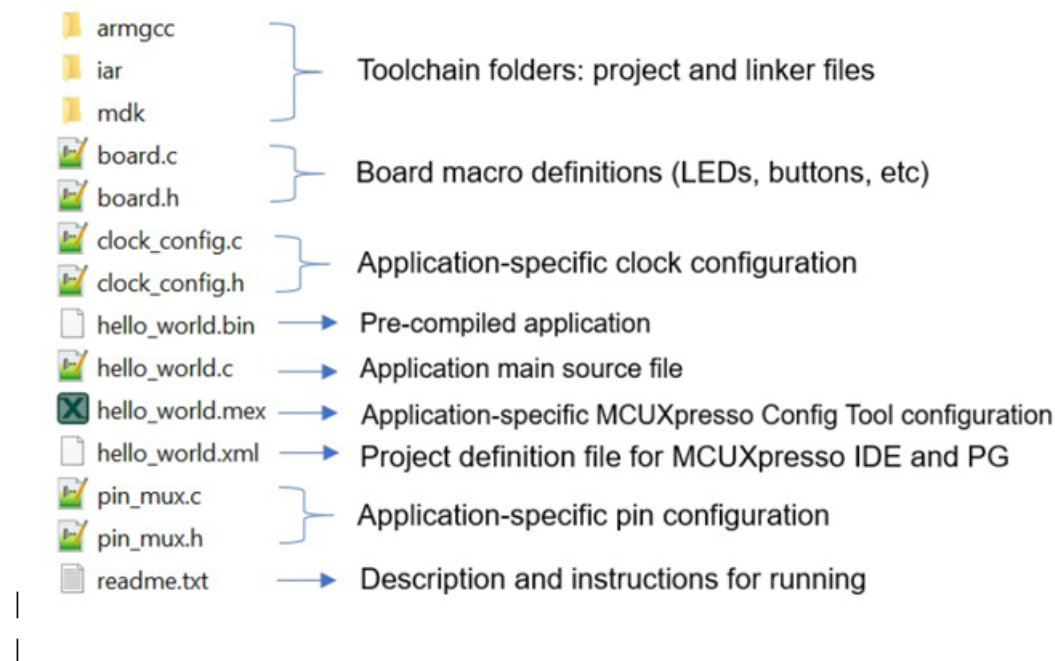 armgcc
iar
Toolchain folders: project and linker files
mdk
board.c
Board macro definitions (LEDs, buttons, etc)
board.h
clock_config.c
Application-specific clock configuration
clock_config.h
hello_world.bin Pre-compiled application
hello_world.c Application main source file
hello_world.mex Application-specific MCUXpresso Config Tool configuration
hello_world.xml Project definition file for MCUXpresso IDE and PG
pin_mux.c
Application-specific pin configuration
pin_mux.h
readme.txt Description and instructions for running